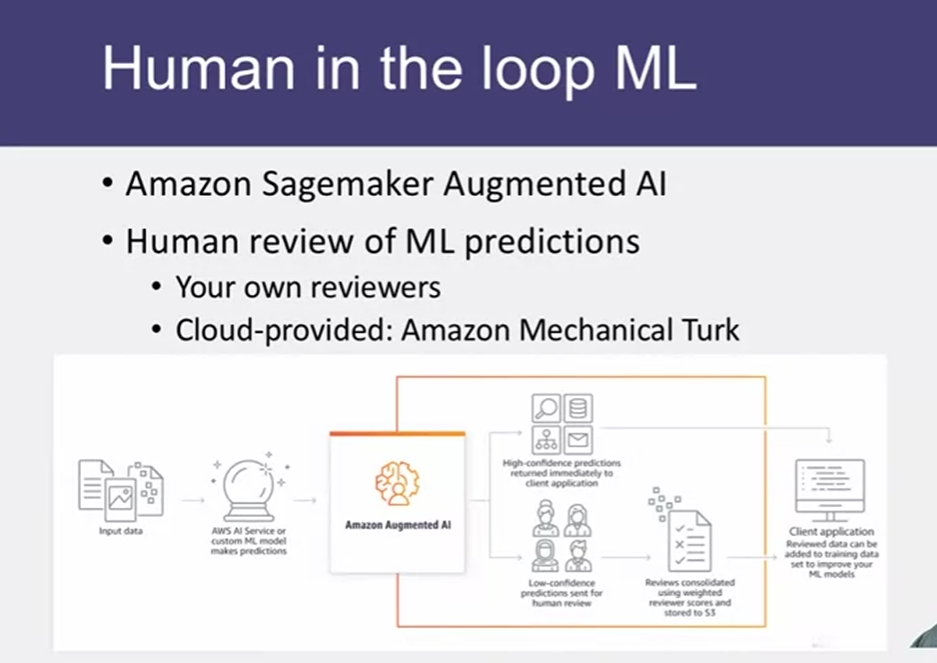 Human in the loop ML
• Amazon Sagemaker Augmented AI
• Human review of ML predictions
• Your own reviewers
• Cloud-provided: Amazon Mechanical Turk
Input data
AWS AI Service or
custom ML model
makes predictions
Amazon Augmented AI
High-confidence predictions
returned immediately to
client application
Low-confidence
predictions sent for
human review
Reviews consolidated
using weighted
reviewer scores and
stored to S3
Client application
Reviewed data can be
added to training data
set to improve your
ML models